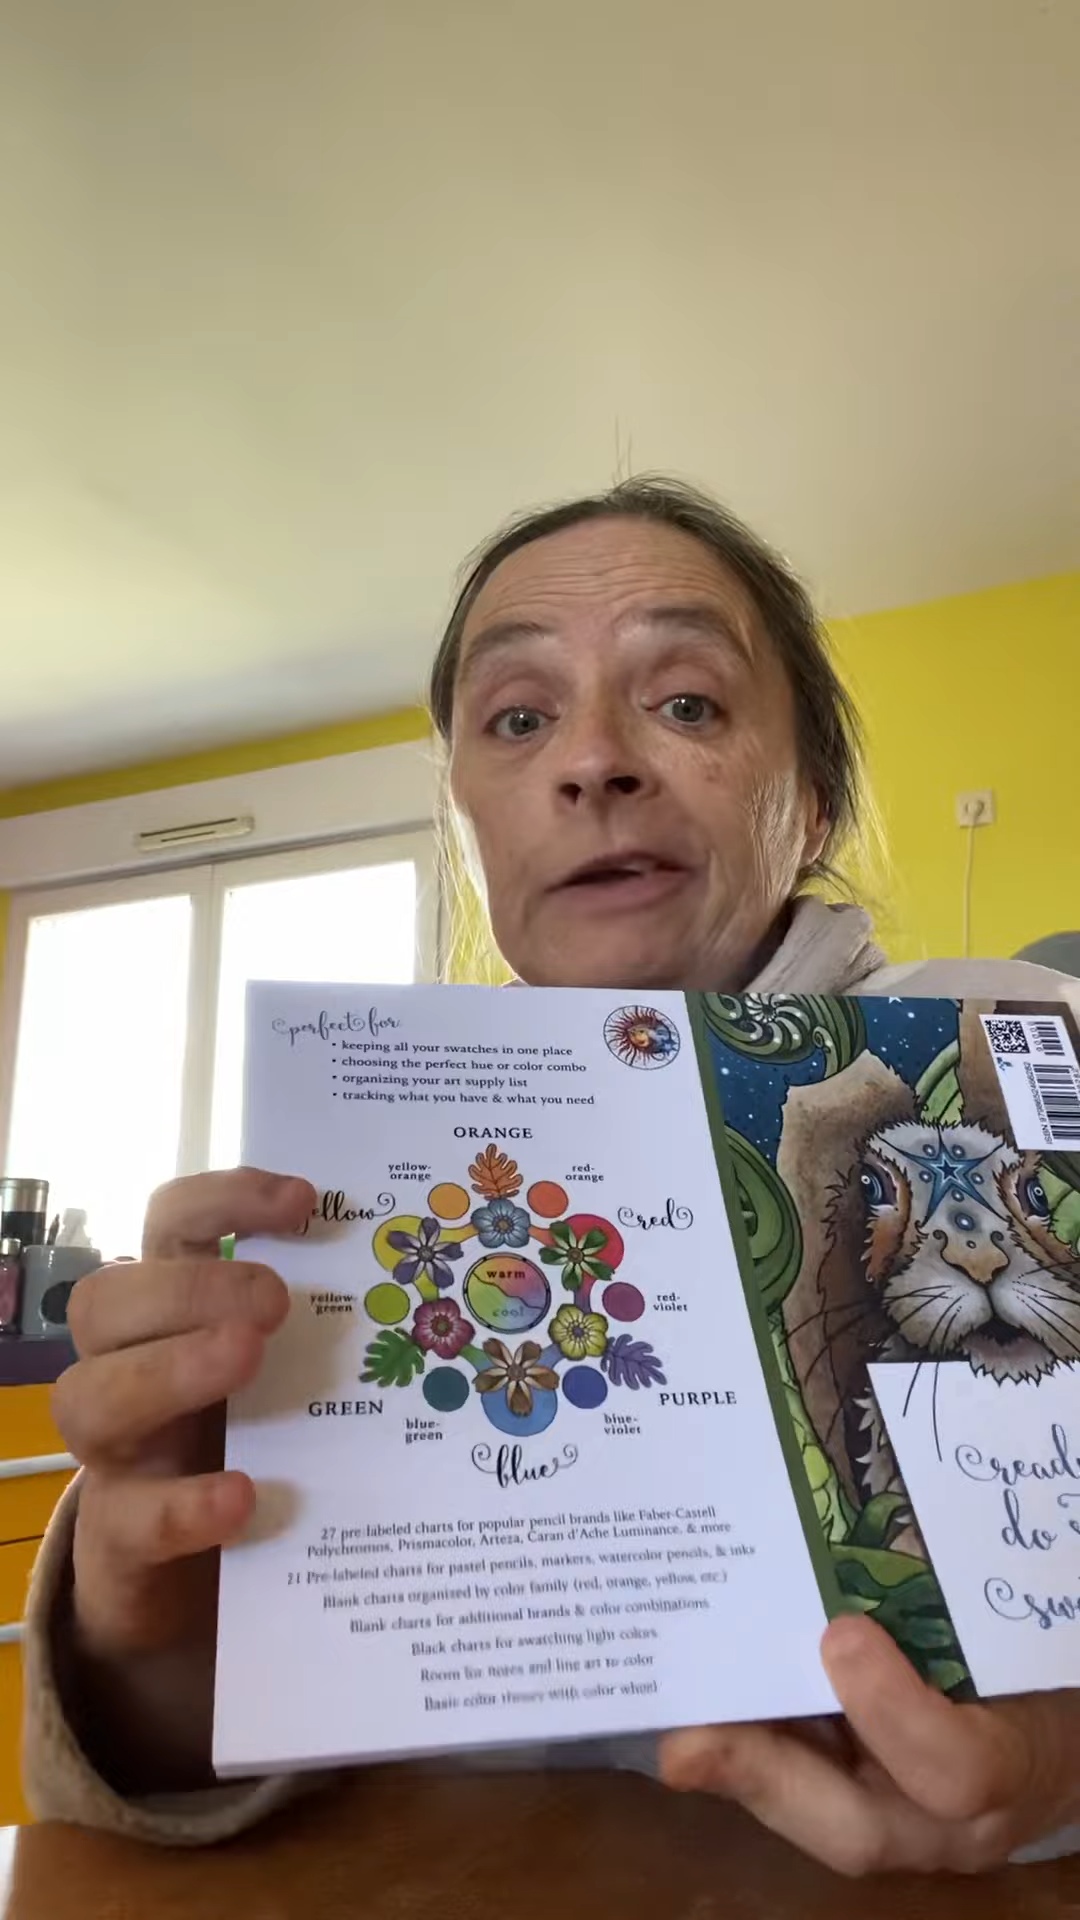 perfect for:
• keeping all your swatches in one place
• choosing the perfect hue or color combo
• organizing your art supply list
• tracking what you have & what you need
ORANGE
yellow-
orange
red-
orange
yellow
red
warm
cool
yellow-
green
red-
violet
GREEN
PURPLE
blue-
green
blue-
violet
blue
27 pre-labeled charts for popular pencil brands like Faber-Castell
Polychromos, Prismacolor, Arteza, Caran d'Ache Luminance, & more
21 Pre-labeled charts for pastel pencils, markers, watercolor pencils, & inks
Blank charts organized by color family (red, orange, yellow, etc.)
Blank charts for additional brands & color combinations
Black charts for swatching light colors
Room for notes and line art to color
Basic color theory with color wheel
do